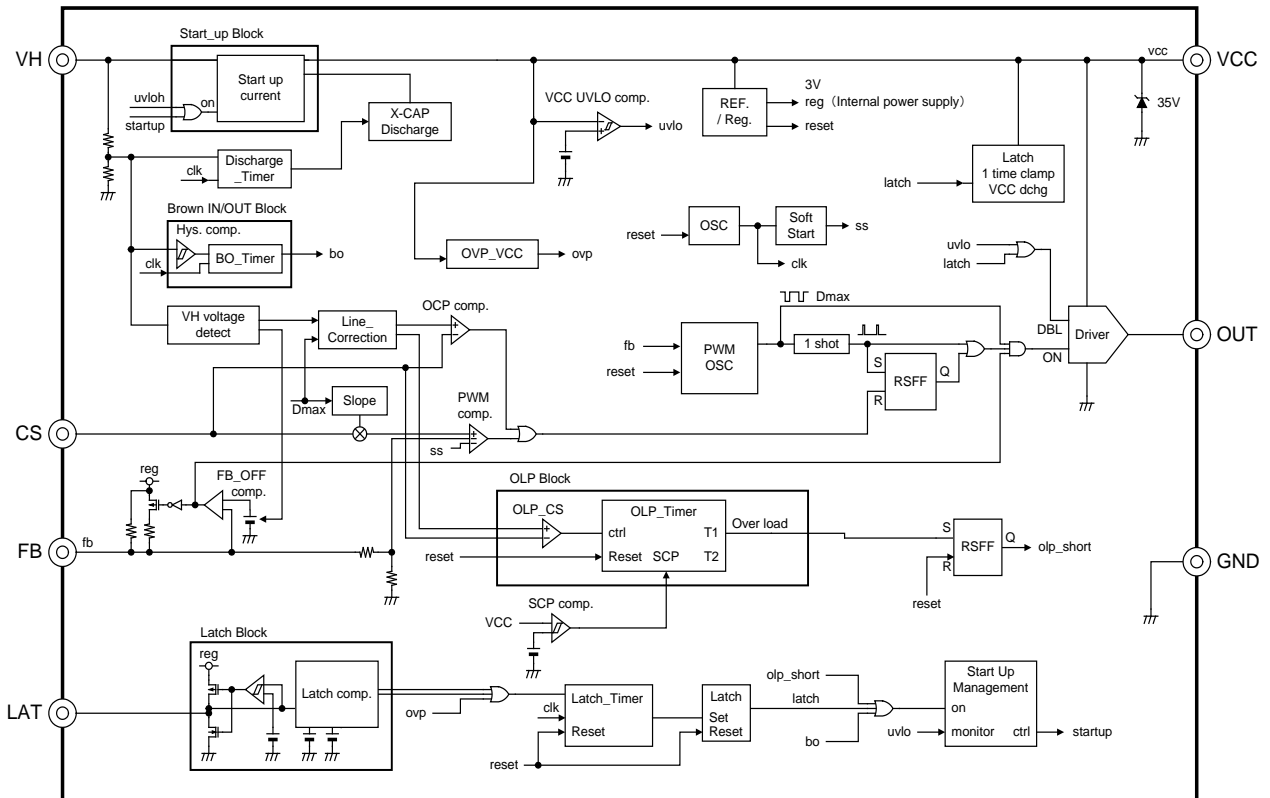 Start_up Block
VH
vcc
VCC
Start up
current
uvloh
on
startup
X-CAP
Discharge
VCC UVLO comp.
uvlo
REF.
/ Reg.
3V
reg (Internal power supply)
reset
35V
Discharge
_Timer
clk
Latch
1 time clamp
VCC dchg
latch
Brown IN/OUT Block
Hys. comp.
BO_Timer
clk
bo
OVP_VCC
ovp
reset
OSC
Soft
Start
ss
clk
uvlo
latch
VH voltage
detect
Line_
Correction
OCP comp.
Dmax
fb
reset
PWM
OSC
1 shot
S
R
Q
RSFF
DBL
ON
Driver
OUT
Dmax
Slope
PWM
comp.
ss
CS
reg
FB_OFF
comp.
FB
fb
OLP Block
OLP_CS
OLP_Timer
ctrl
T1
Reset
SCP
T2
reset
Over load
S
R
Q
RSFF
olp_short
reset
GND
SCP comp.
VCC
Latch Block
reg
Latch comp.
LAT
ovp
Latch_Timer
clk
Reset
reset
Latch
Set
Reset
olp_short
latch
bo
Start Up
Management
on
uvlo
monitor
ctrl
startup